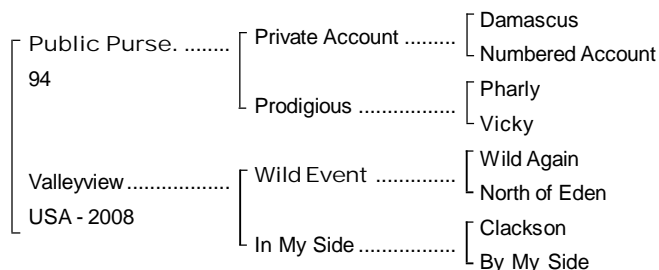 Public Purse. ........
94
Valleyview..................
USA - 2008
Private Account .........
Prodigious .................
Wild Event ...............
In My Side .................
Damascus
Numbered Account
Pharly
Vicky
Wild Again
North of Eden
Clackson
By My Side